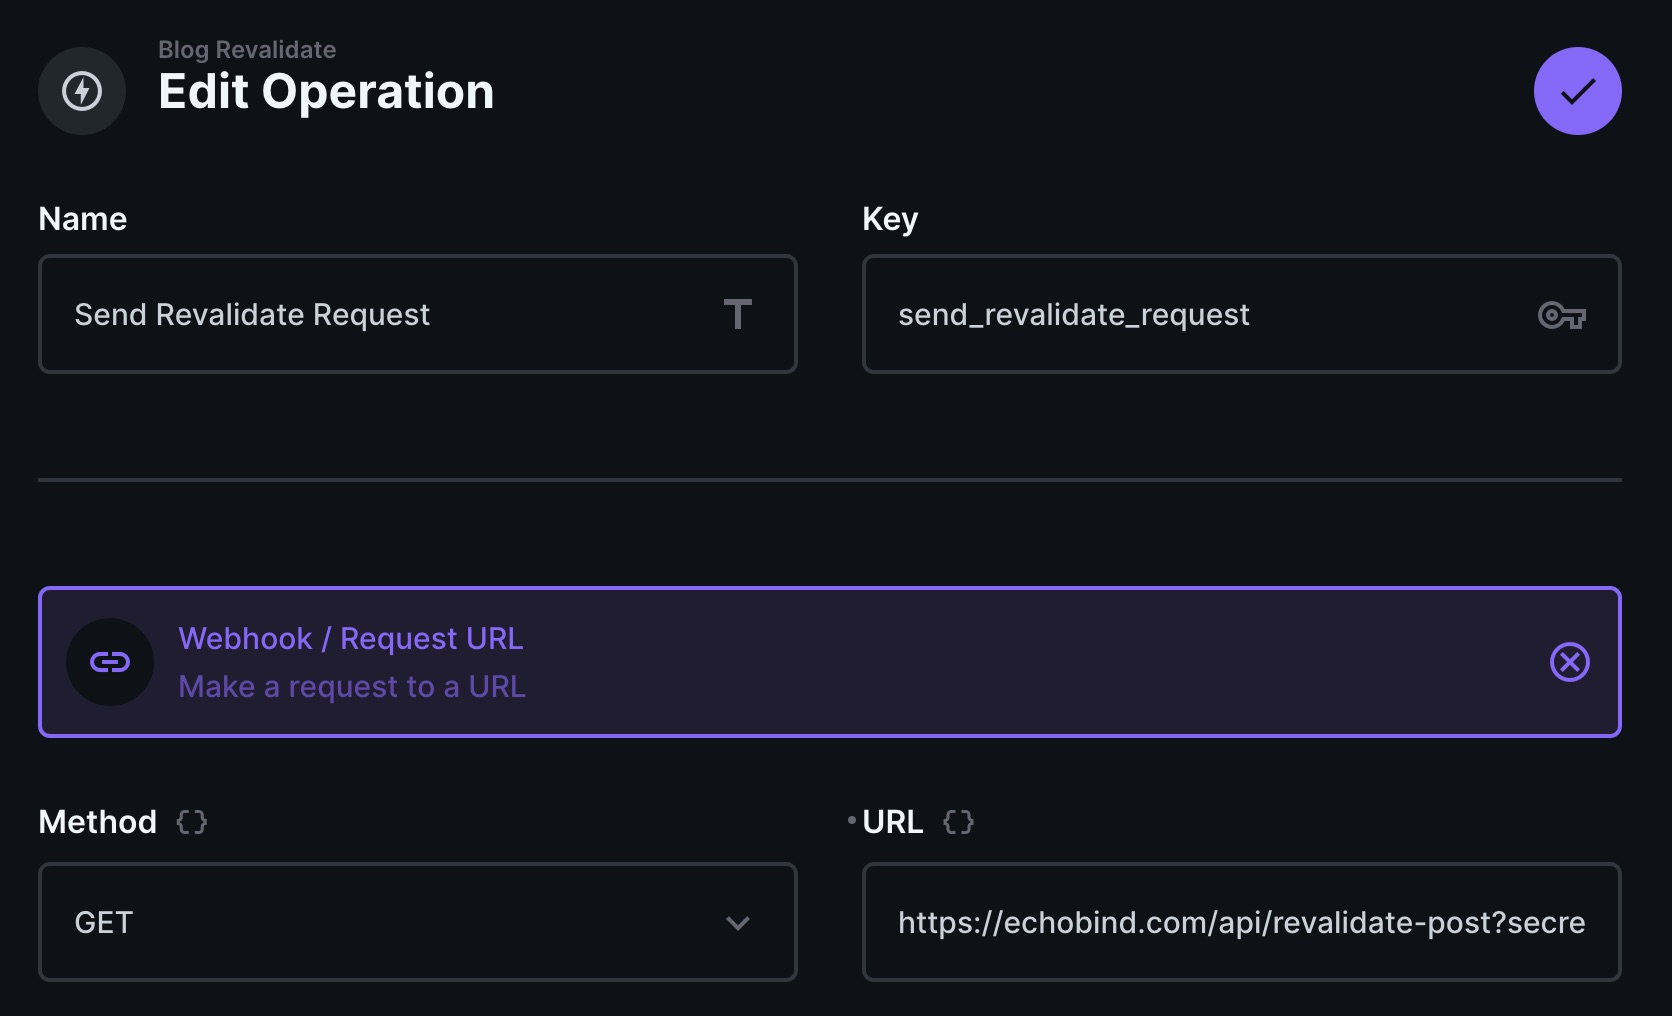 Blog Revalidate
Edit Operation
Name
Key
Send Revalidate Request
send_revalidate_request
Webhook / Request URL
Make a request to a URL
Method {}
URL {}
GET
https://echobind.com/api/revalidate-post?secre